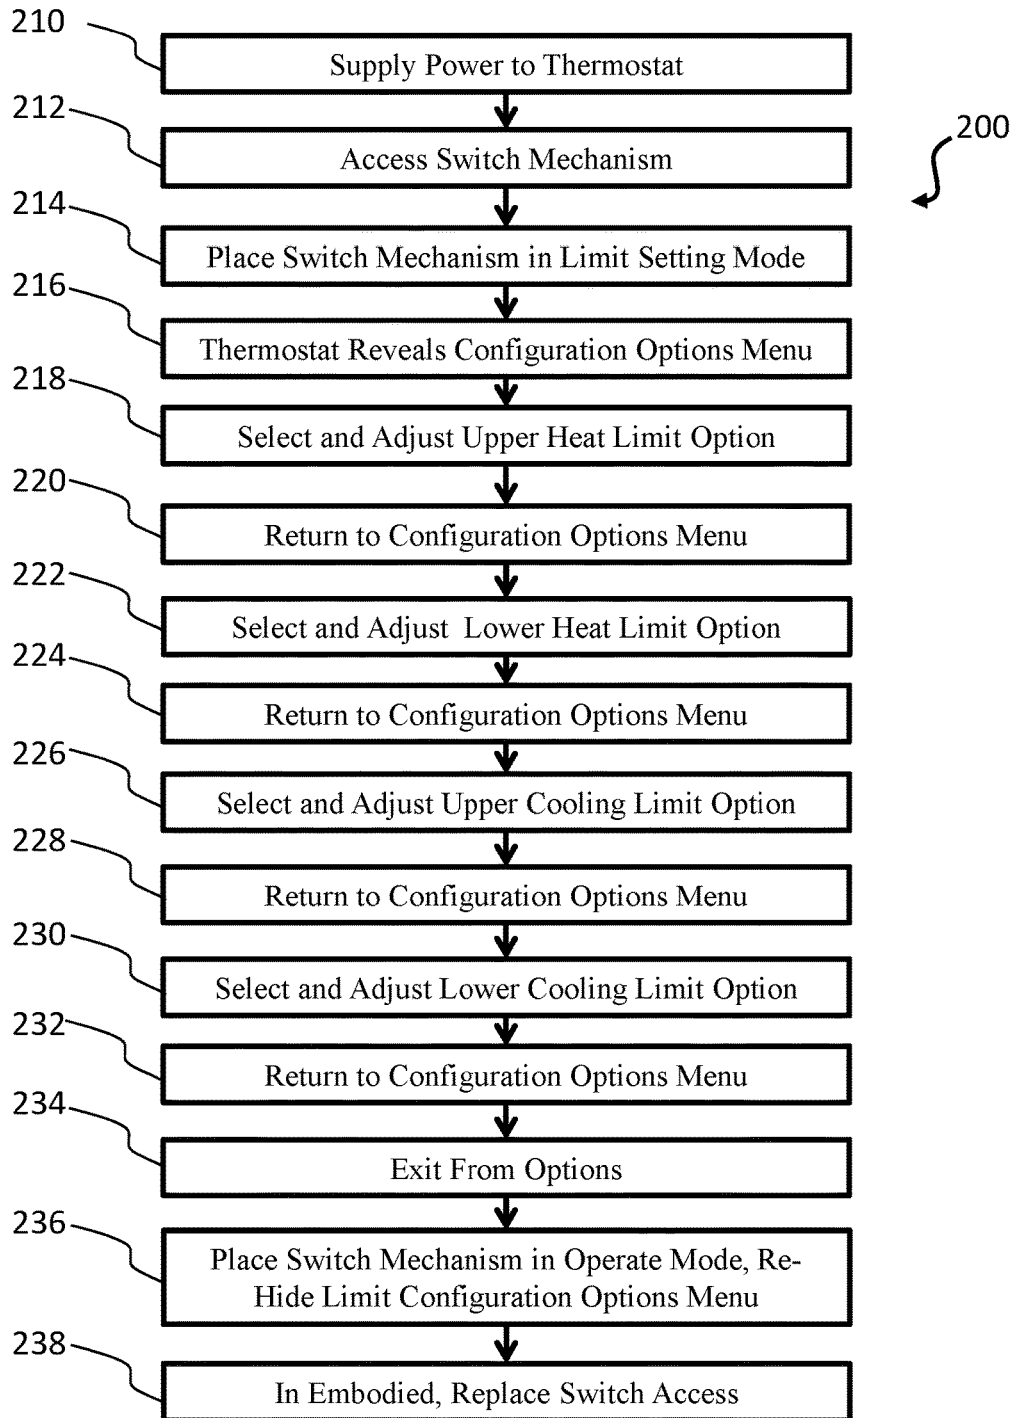 210
Supply Power to Thermostat
212
Access Switch Mechanism
200
214
Place Switch Mechanism in Limit Setting Mode
216
Thermostat Reveals Configuration Options Menu
218
Select and Adjust Upper Heat Limit Option
220
Return to Configuration Options Menu
222
Select and Adjust Lower Heat Limit Option
224
Return to Configuration Options Menu
226
Select and Adjust Upper Cooling Limit Option
228
Return to Configuration Options Menu
230
Select and Adjust Lower Cooling Limit Option
232
Return to Configuration Options Menu
234
Exit From Options
236
Place Switch Mechanism in Operate Mode, Re-
Hide Limit Configuration Options Menu
238
In Embodied, Replace Switch Access